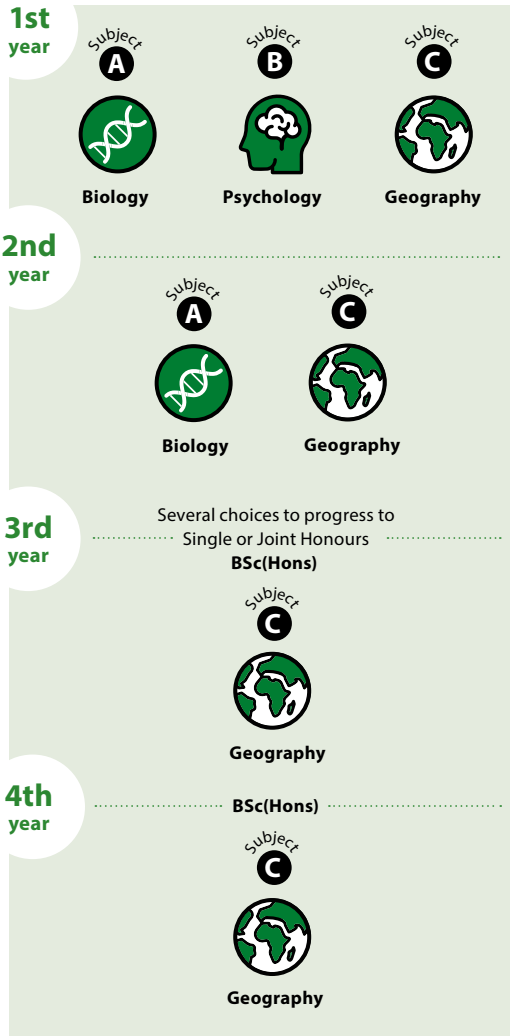 1st
year
Subject Subject Subject
A B C
Biology Psychology Geography
2nd
year
Subject Subject
A C
Biology Geography
3rd
year
Several choices to progress to
Single or Joint Honours
BSc(Hons)
Subject
C
Geography
4th
year
BSc(Hons)
Subject
C
Geography